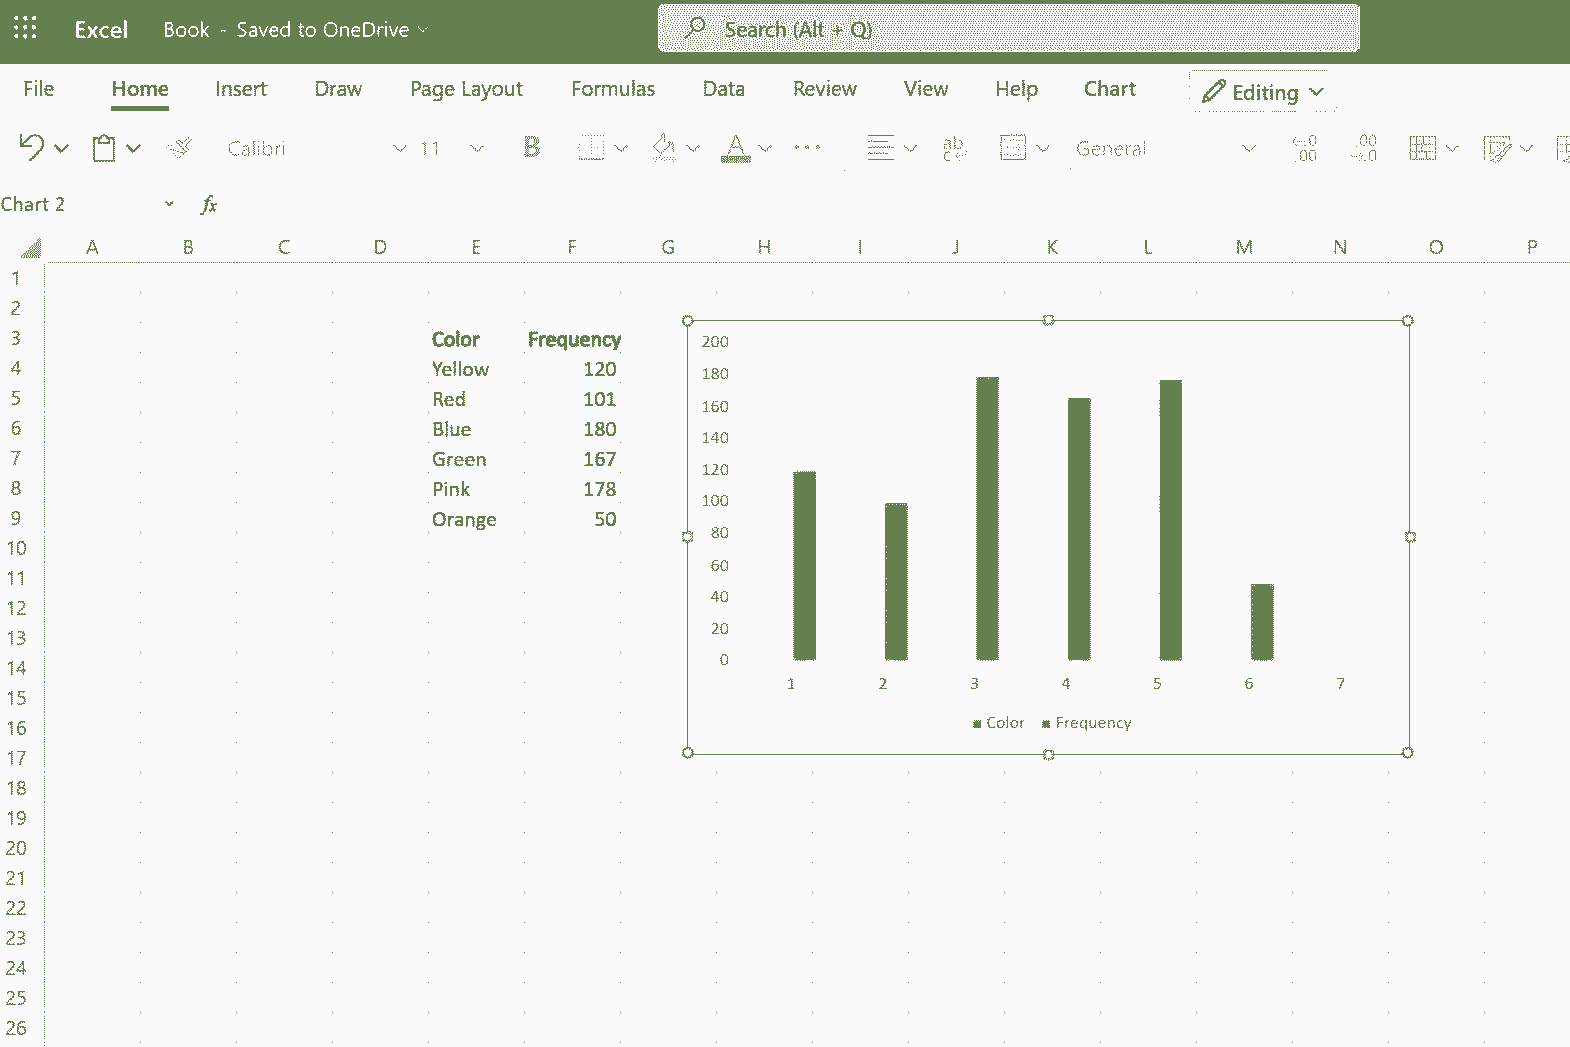 Excel Book - Saved to OneDrive Search (Alt + Q)
File Home Insert Draw Page Layout Formulas Data Review View Help Chart Editing
Calibri 11 B A ab General
Chart 2 fx
A B C D E F G H I J K L M N O P
1
2
3 Color Frequency
4 Yellow 120
5 Red 101
6 Blue 180
7 Green 167
8 Pink 178
9 Orange 50
10
11
12
13
14
15
16
17
18
19
20
21
22
23
24
25
26
200
180
160
140
120
100
80
60
40
20
0
1 2 3 4 5 6 7
Color Frequency